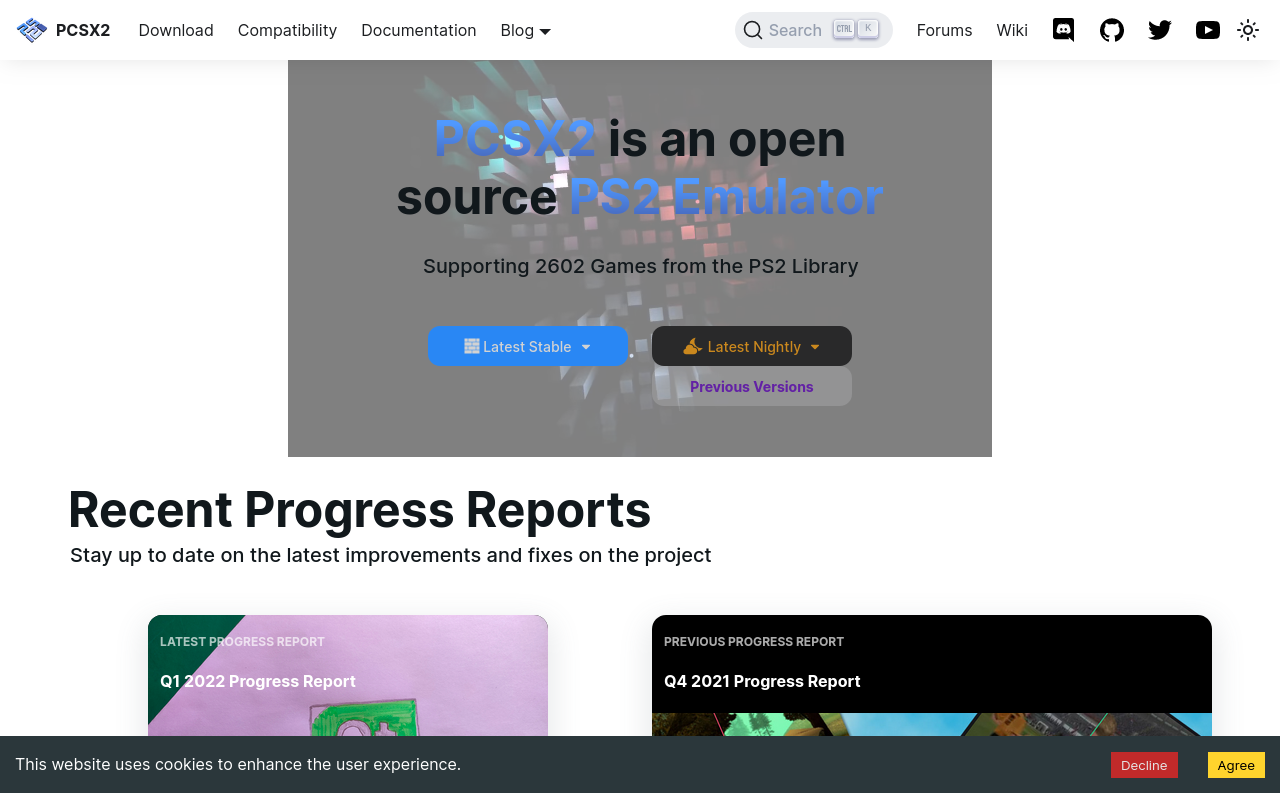 PCSX2 Download Compatibility Documentation Blog Search CTRL K Forums Wiki
PCSX2 is an open
source PS2 Emulator
Supporting 2602 Games from the PS2 Library
Latest Stable Latest Nightly
Previous Versions
Recent Progress Reports
Stay up to date on the latest improvements and fixes on the project
LATEST PROGRESS REPORT
Q1 2022 Progress Report
PREVIOUS PROGRESS REPORT
Q4 2021 Progress Report
This website uses cookies to enhance the user experience. Decline Agree